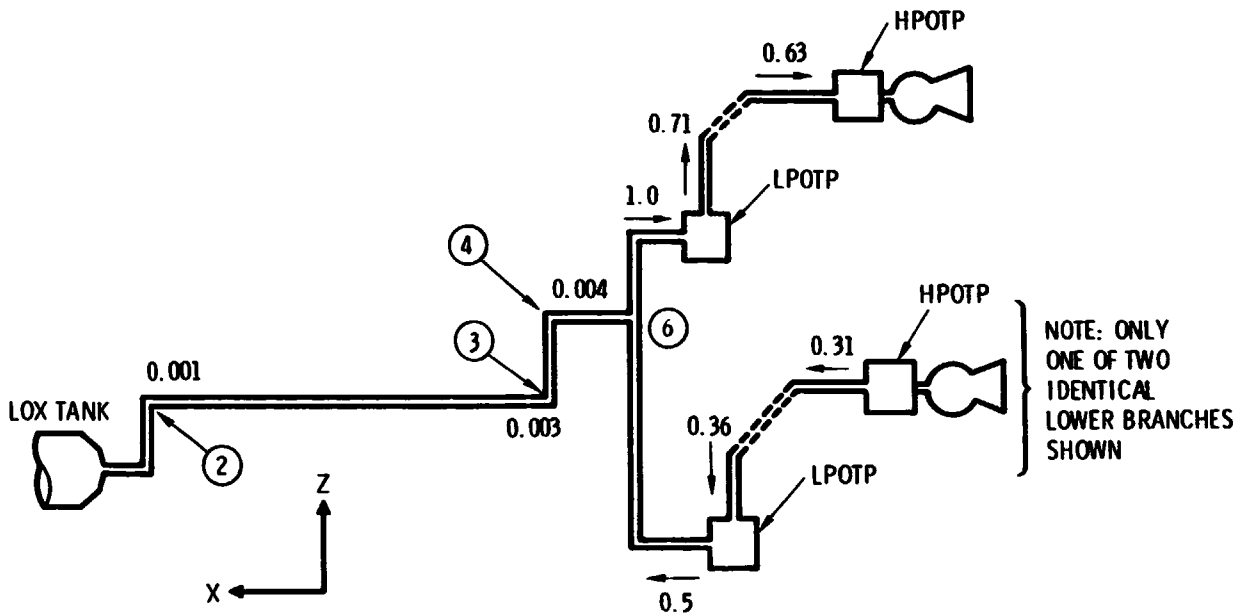 HPOTP
0.63
0.71
LPOTP
1.0
4
0.004
HPOTP
3
6
0.31
NOTE: ONLY
ONE OF TWO
IDENTICAL
LOWER BRANCHES
SHOWN
0.001
LOX TANK
0.003
0.36
2
LPOTP
Z
X
0.5